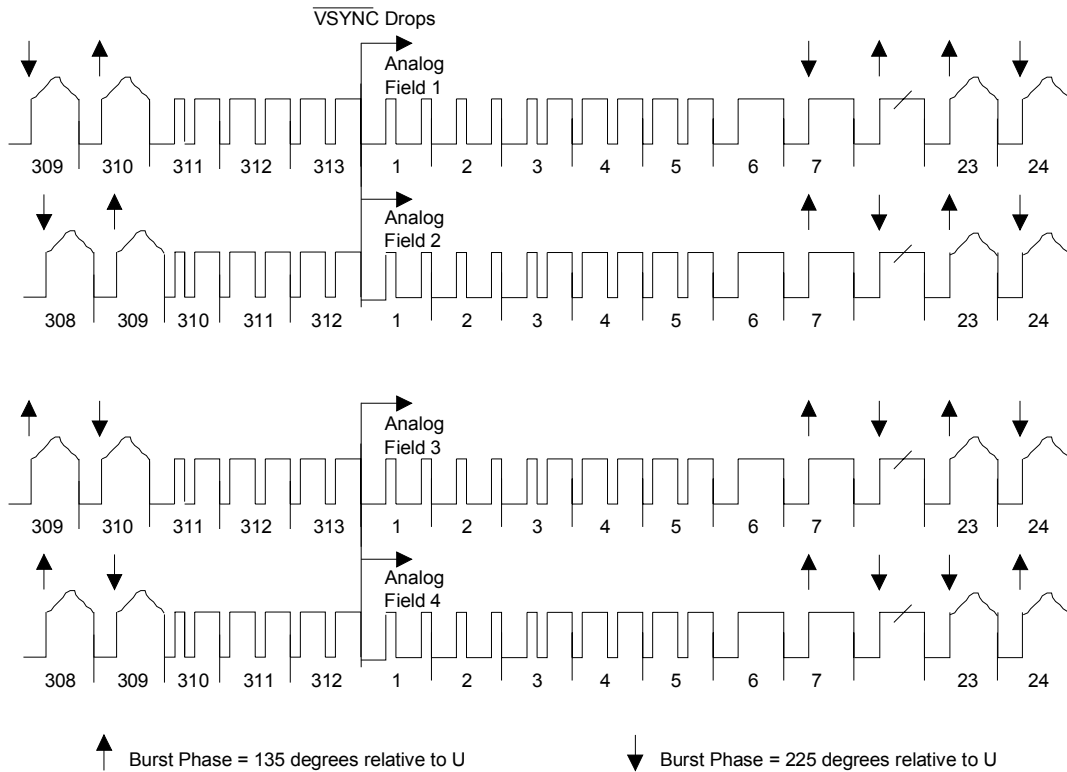 VSYNC Drops
Analog
Field 1
309 310 311 312 313 1 2 3 4 5 6 7 23 24
Analog
Field 2
308 309 310 311 312 1 2 3 4 5 6 7 23 24
Analog
Field 3
309 310 311 312 313 1 2 3 4 5 6 7 23 24
Analog
Field 4
308 309 310 311 312 1 2 3 4 5 6 7 23 24
Burst Phase = 135 degrees relative to U
Burst Phase = 225 degrees relative to U